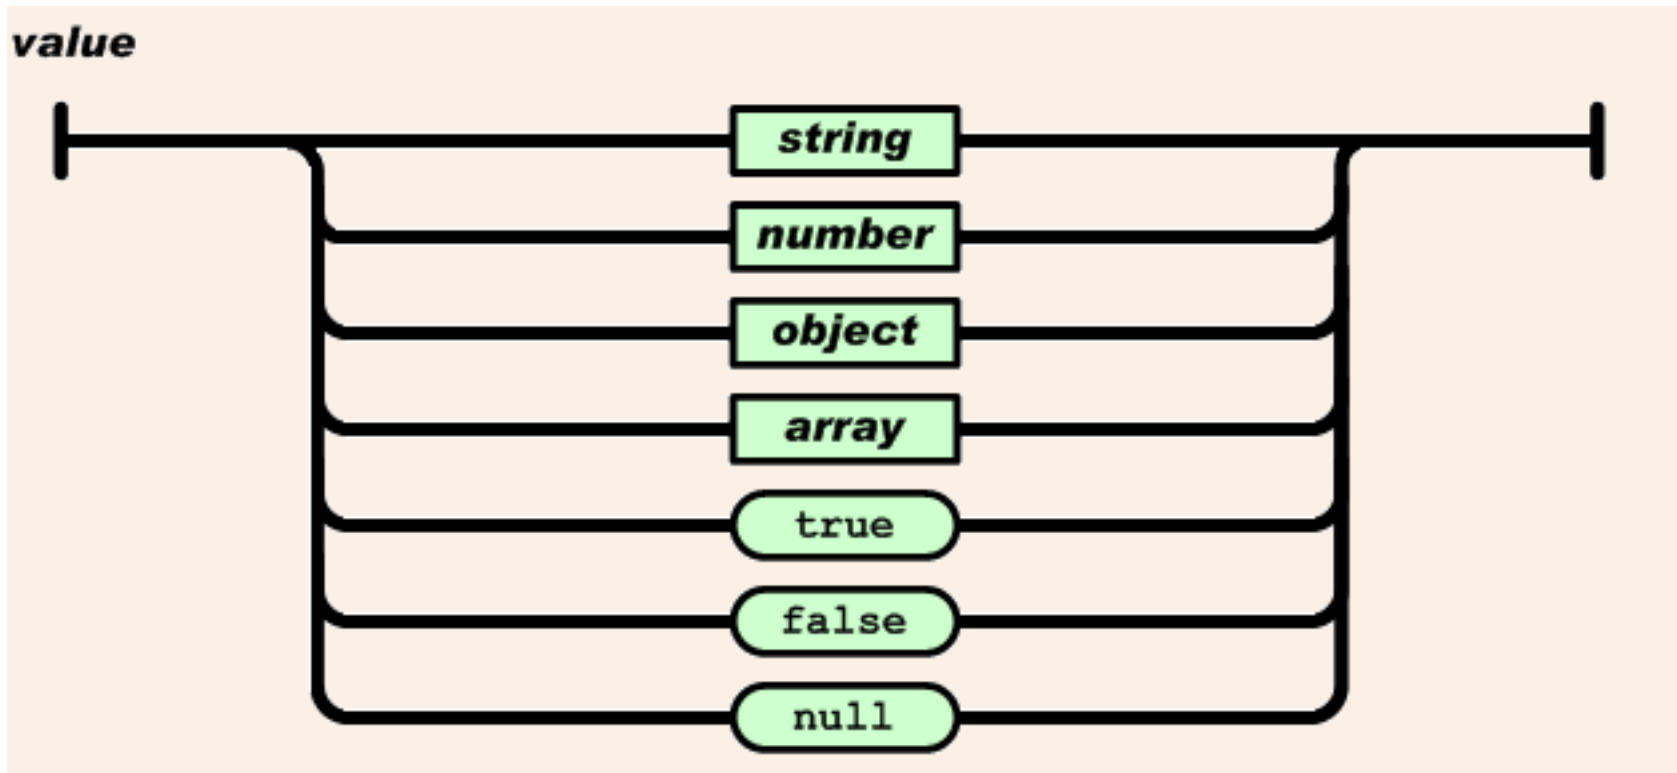 value
string
number
object
array
true
false
null